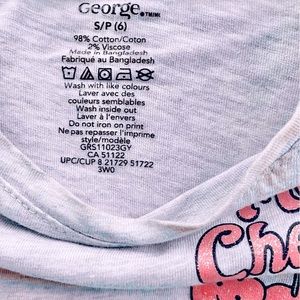 George.
S/P (6)
98% Cotton/Coton
2% Viscose
Made in Bangladesh
Fabriqué au Bangladesh
Wash with like colours
Laver avec des
couleurs semblables
Wash inside out
Laver à l'envers
Do not iron on print
Ne pas repasser l'imprimé
style/modèle
GRS11023GY
CA 51122
UPC/CUP 8 21729 51722
3W0